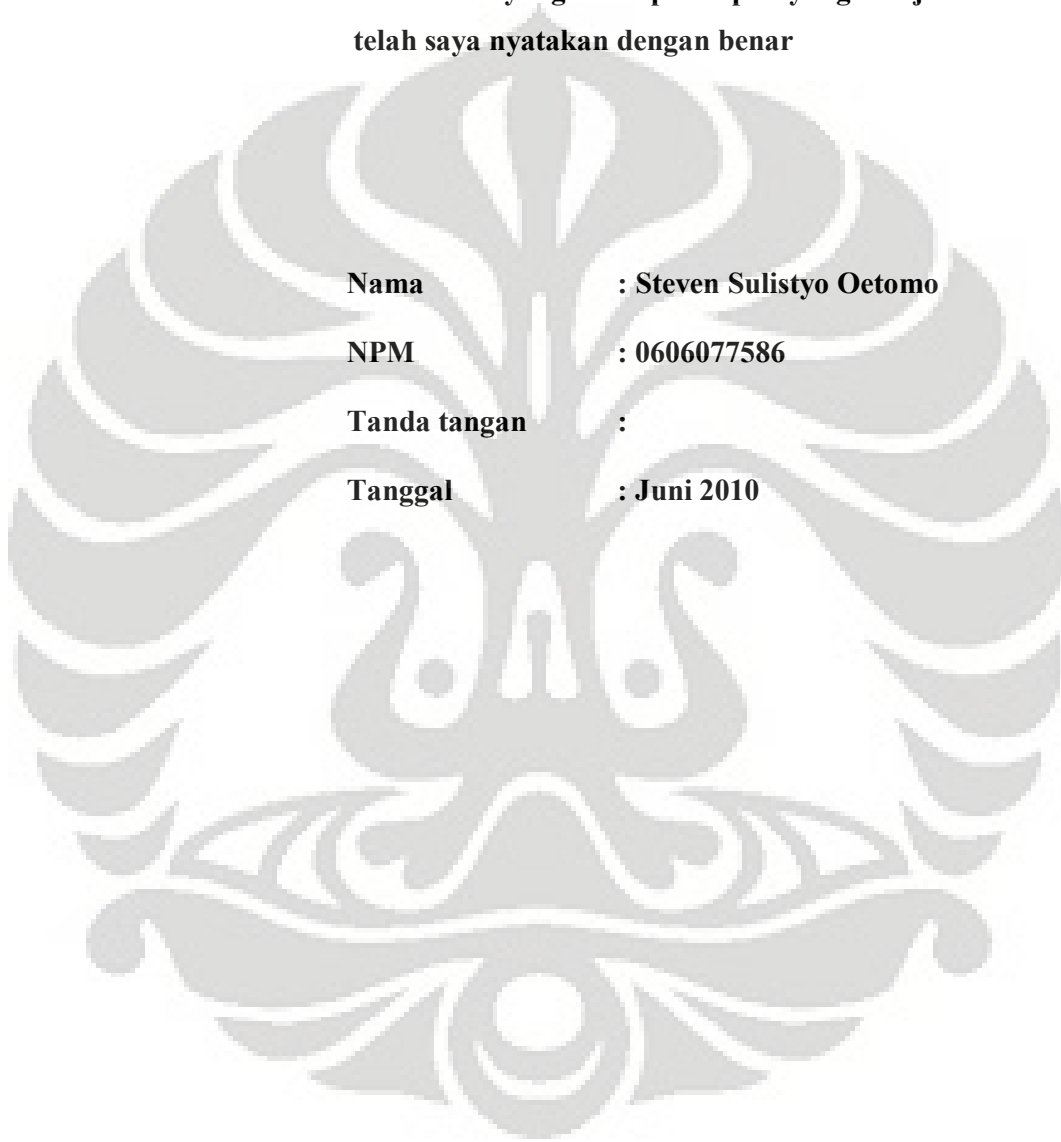 telah saya nyatakan dengan benar
Nama : Steven Sulistyo Oetomo
NPM : 0606077586
Tanda tangan :
Tanggal : Juni 2010